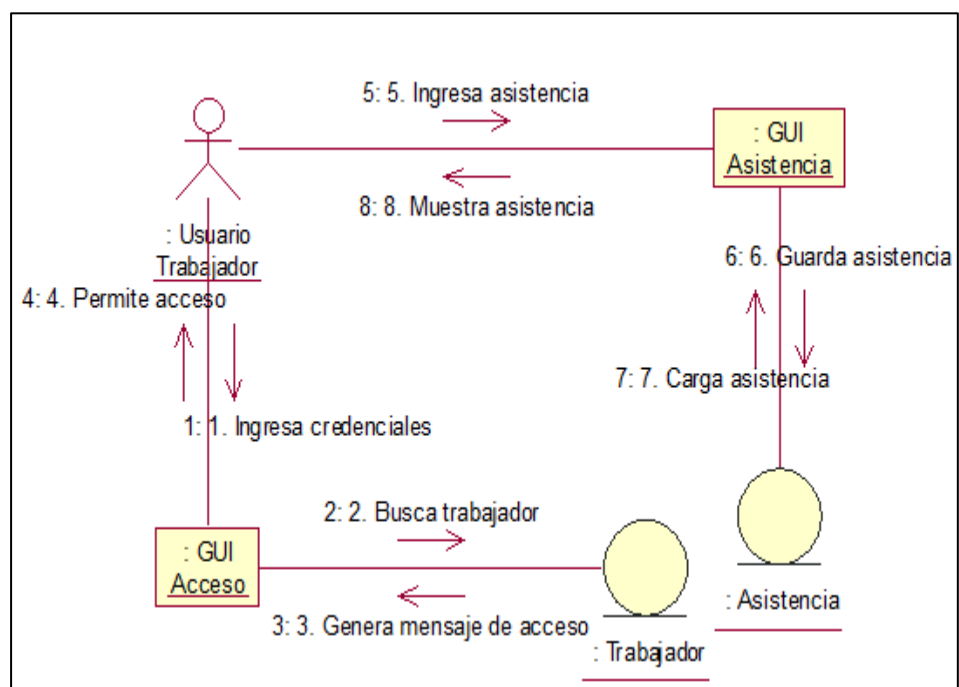 5: 5. Ingresa asistencia
: GUI
Asistencia
8: 8. Muestra asistencia
: Usuario
Trabajador
6: 6. Guarda asistencia
4: 4. Permite acceso
7: 7. Carga asistencia
1: 1. Ingresa credenciales
2: 2. Busca trabajador
: GUI
Acceso
: Asistencia
3: 3. Genera mensaje de acceso
: Trabajador